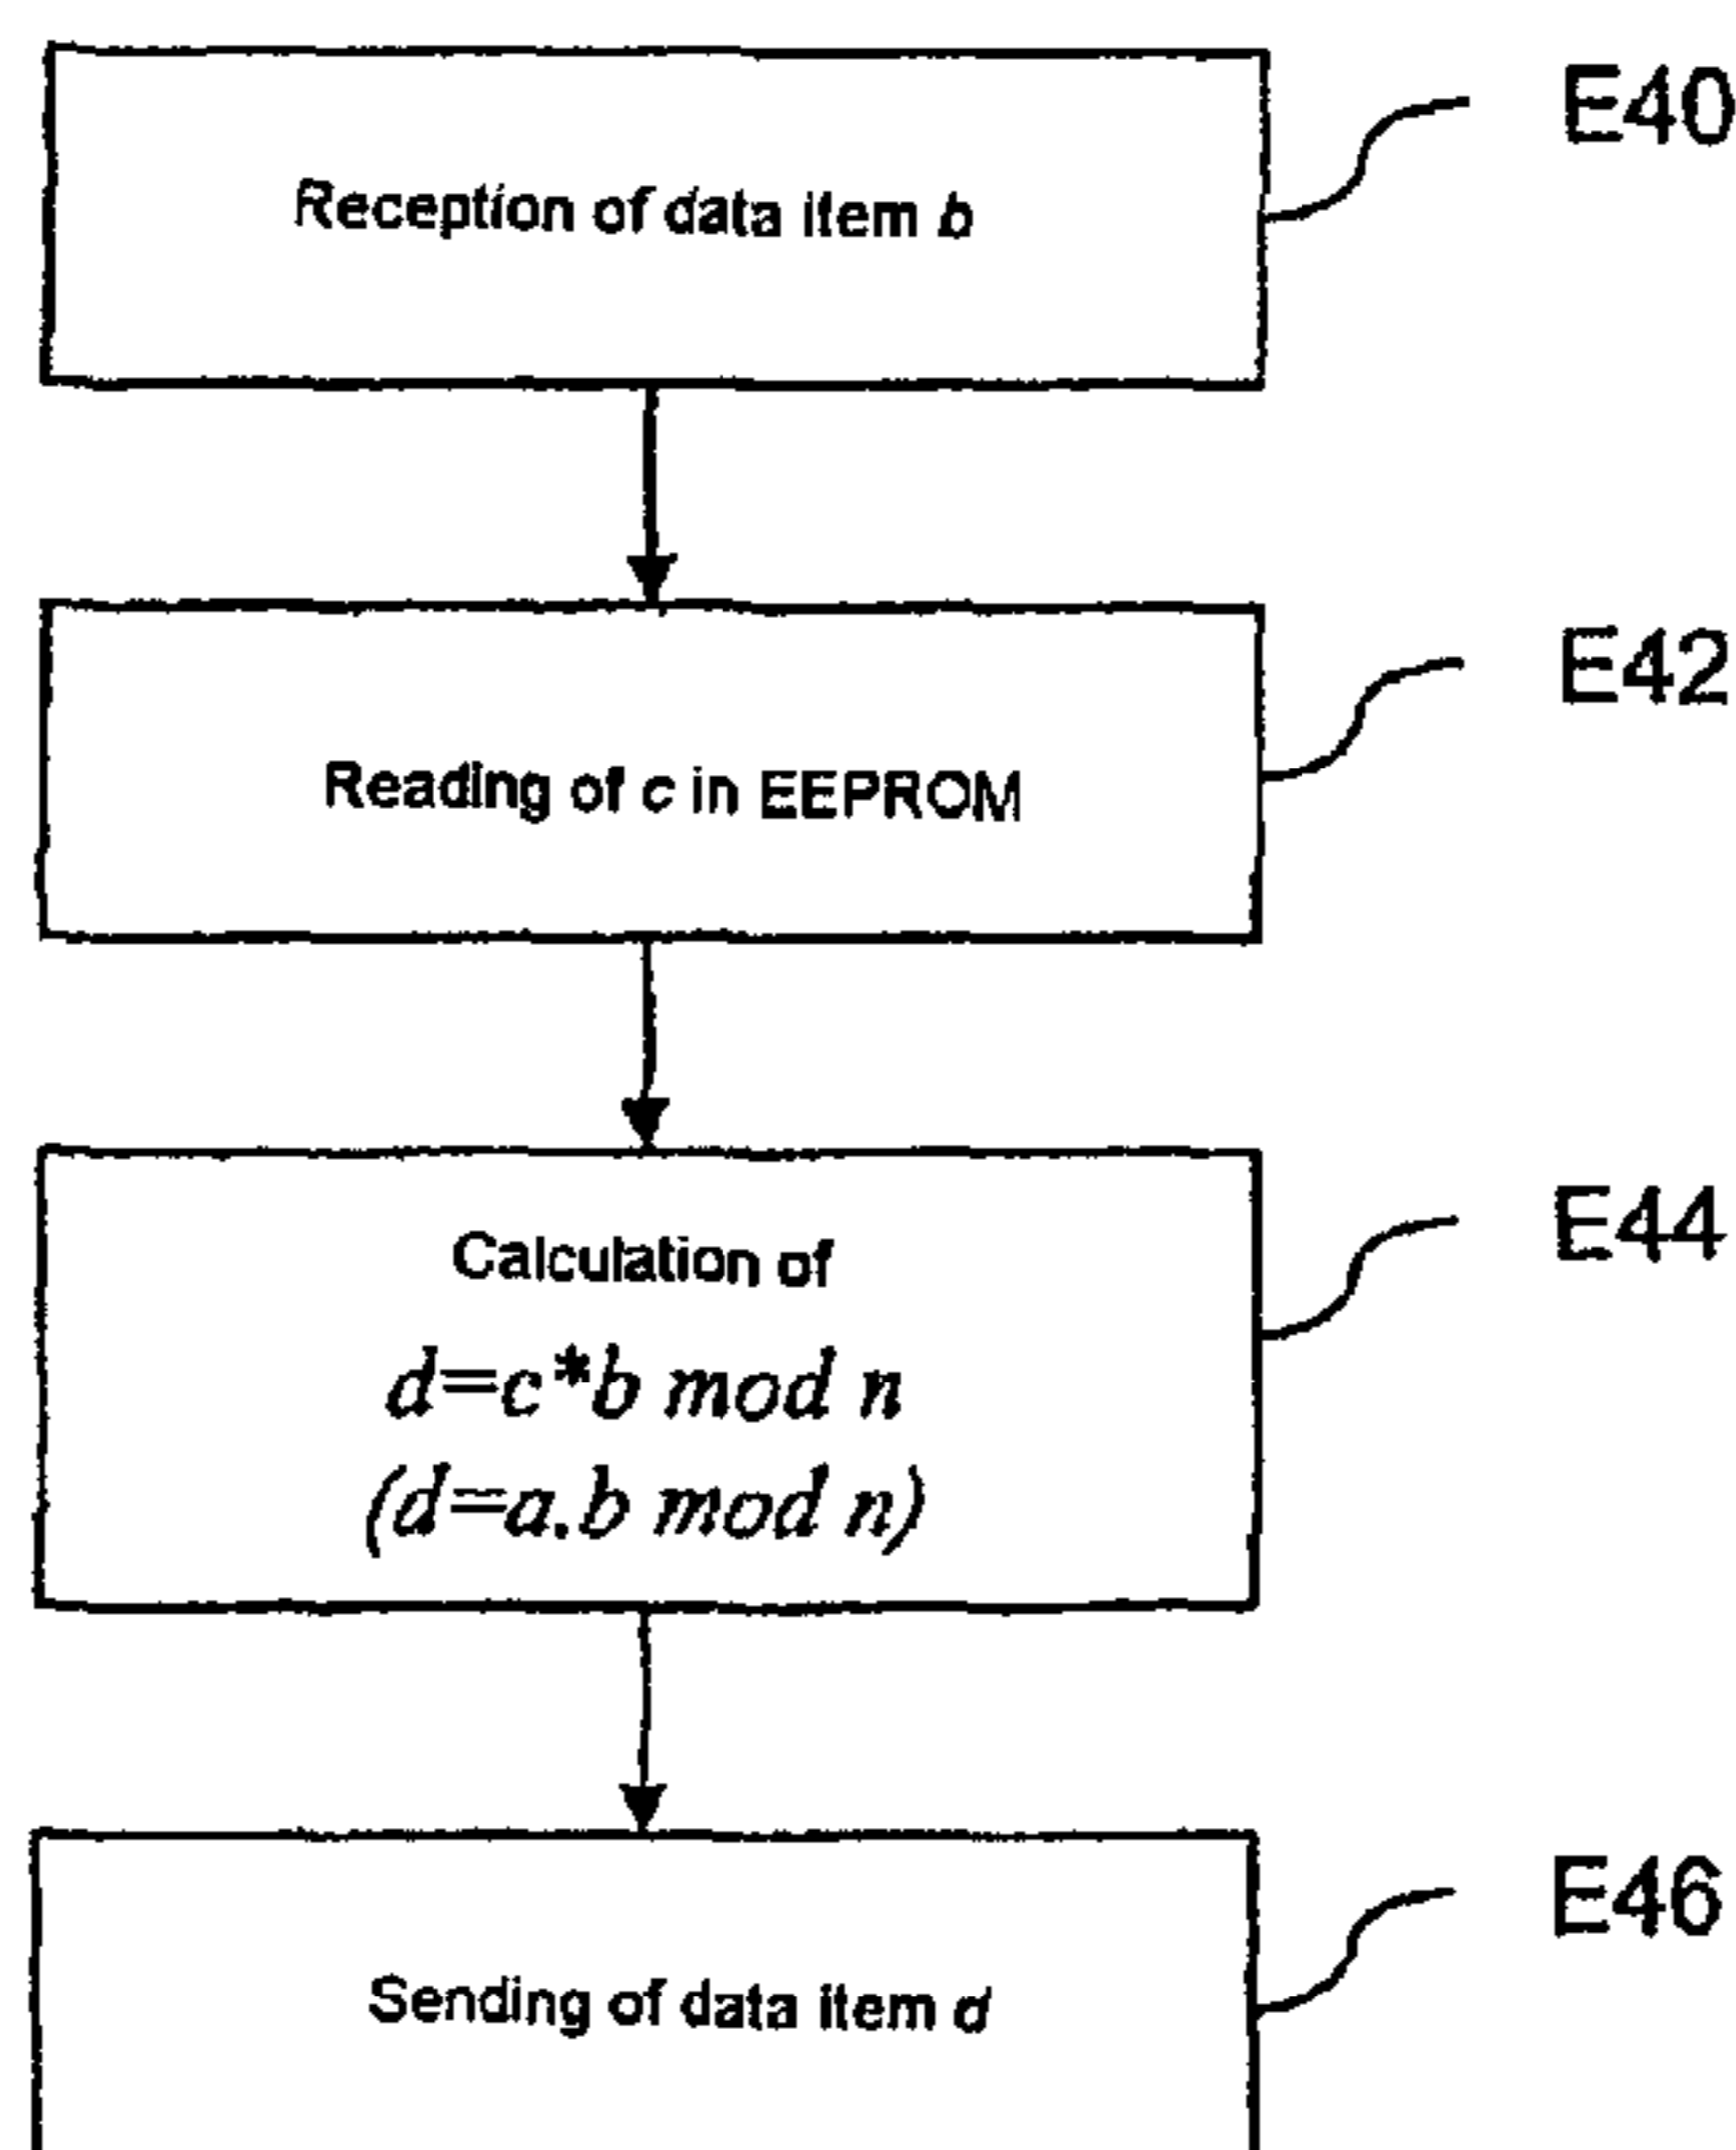 Reception of data item b
E40
Reading of c in EEPROM
E42
Calculation of
d=c*b mod n
(d=a.b mod n)
E44
Sending of data item d
E46